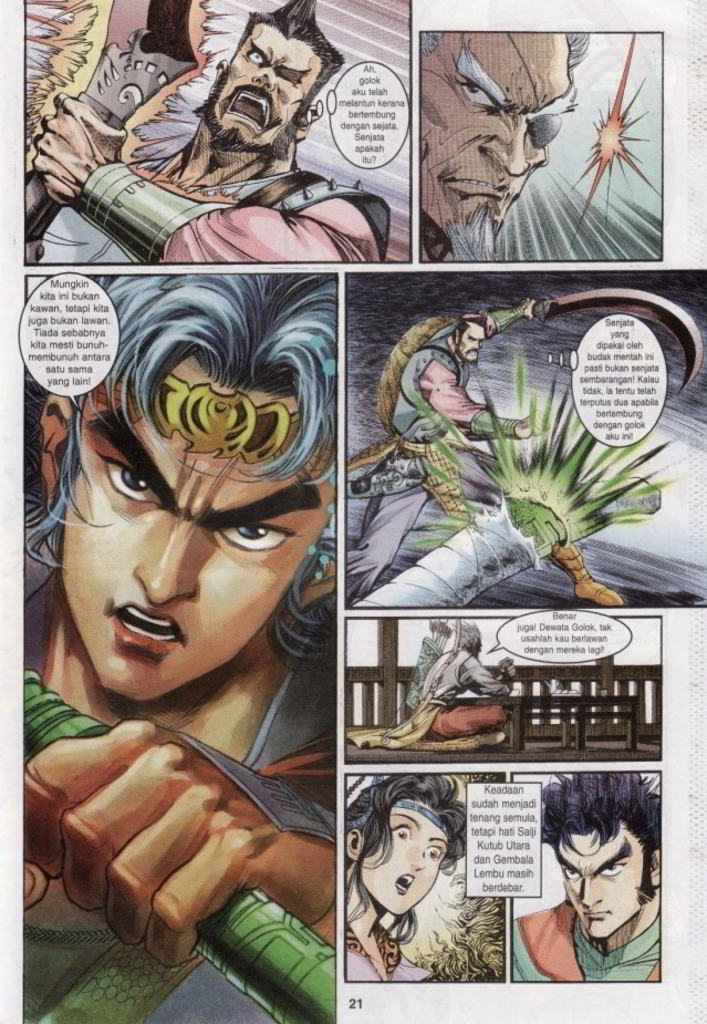 Ah,
golok
aku telah
melantun kerana
bertembung
dengan sejata.
Senjata
apakah
itu?
Mungkin
kita ini bukan
kawan, tetapi kita
juga bukan lawan.
Tiada sebabnya
kita mesti bunuh-
membunuh antara
satu sama
yang lain!
Senjata
yang
dipakai oleh
budak mentah ini
pasti bukan senjata
sembarangan! Kalau
tidak, ia tentu telah
terputus dua apabila
bertembung
dengan golok
aku ini!
Benar
juga! Dewata Golok, tak
usahlah kau berlawan
dengan mereka lagi!
Keadaan
sudah menjadi
tenang semula,
tetapi hati Salji
Kutub Utara
dan Gembala
Lembu masih
berdebar.
21